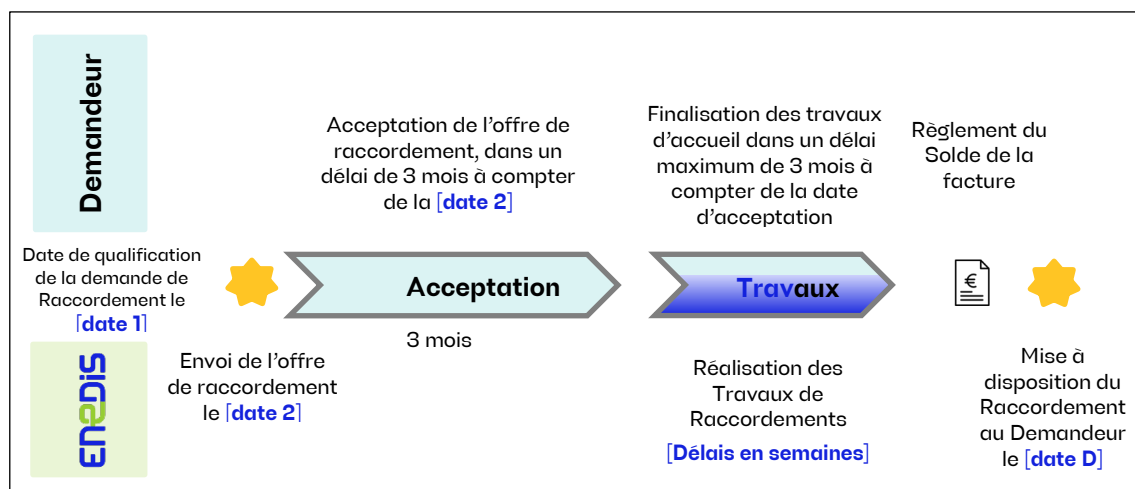 Demandeur
Acceptation de l’offre de
raccordement, dans un
délai de 3 mois à compter
de la [date 2]
Finalisation des travaux
d’accueil dans un délai
maximum de 3 mois à
compter de la date
d’acceptation
Règlement du
Solde de la
facture
Date de qualification
de la demande de
Raccordement le
[date 1]
Acceptation
Travaux
€
3 mois
ENEDIS
Envoi de l’offre
de raccordement
le [date 2]
Réalisation des
Travaux de
Raccordements
[Délais en semaines]
Mise à
disposition du
Raccordement
au Demandeur
le [date D]